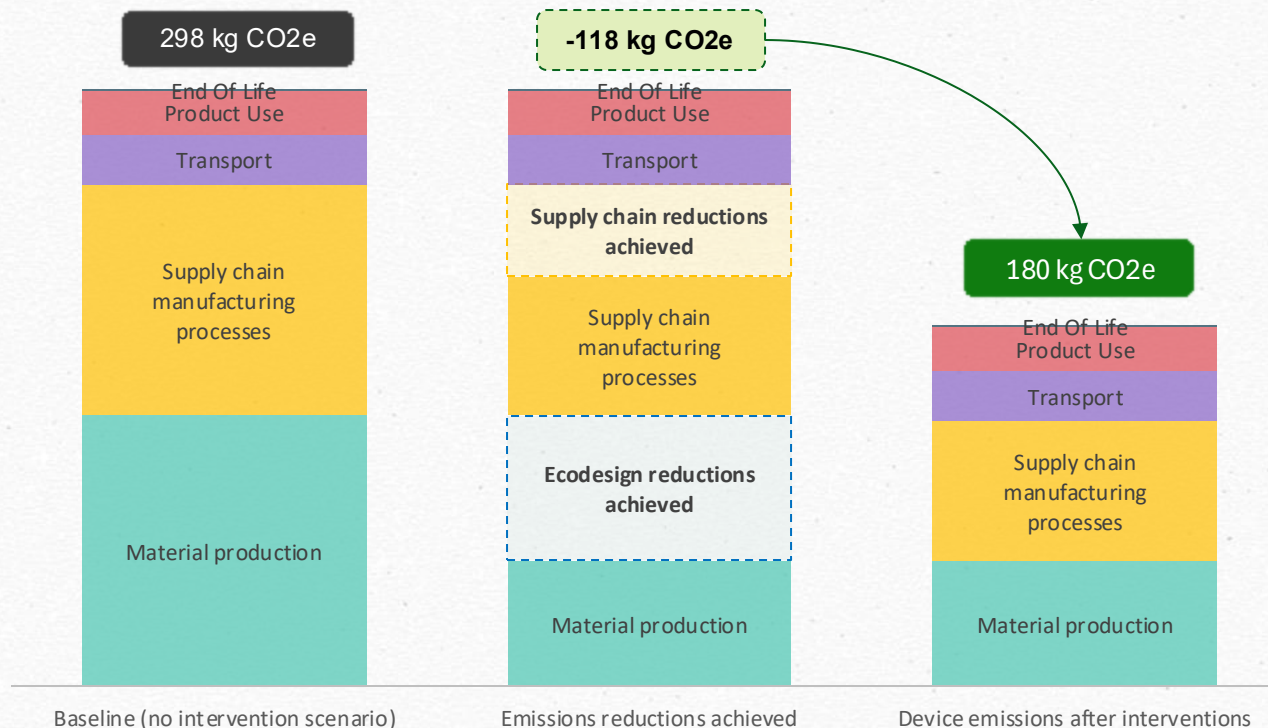 298 kg CO2e
End Of Life
Product Use
Transport
Supply chain
manufacturing
processes
Material production
Baseline (no intervention scenario)
-118 kg CO2e
End Of Life
Product Use
Transport
Supply chain reductions
achieved
Supply chain
manufacturing
processes
Ecodesign reductions
achieved
Material production
Emissions reductions achieved
180 kg CO2e
End Of Life
Product Use
Transport
Supply chain
manufacturing
processes
Material production
Device emissions after interventions